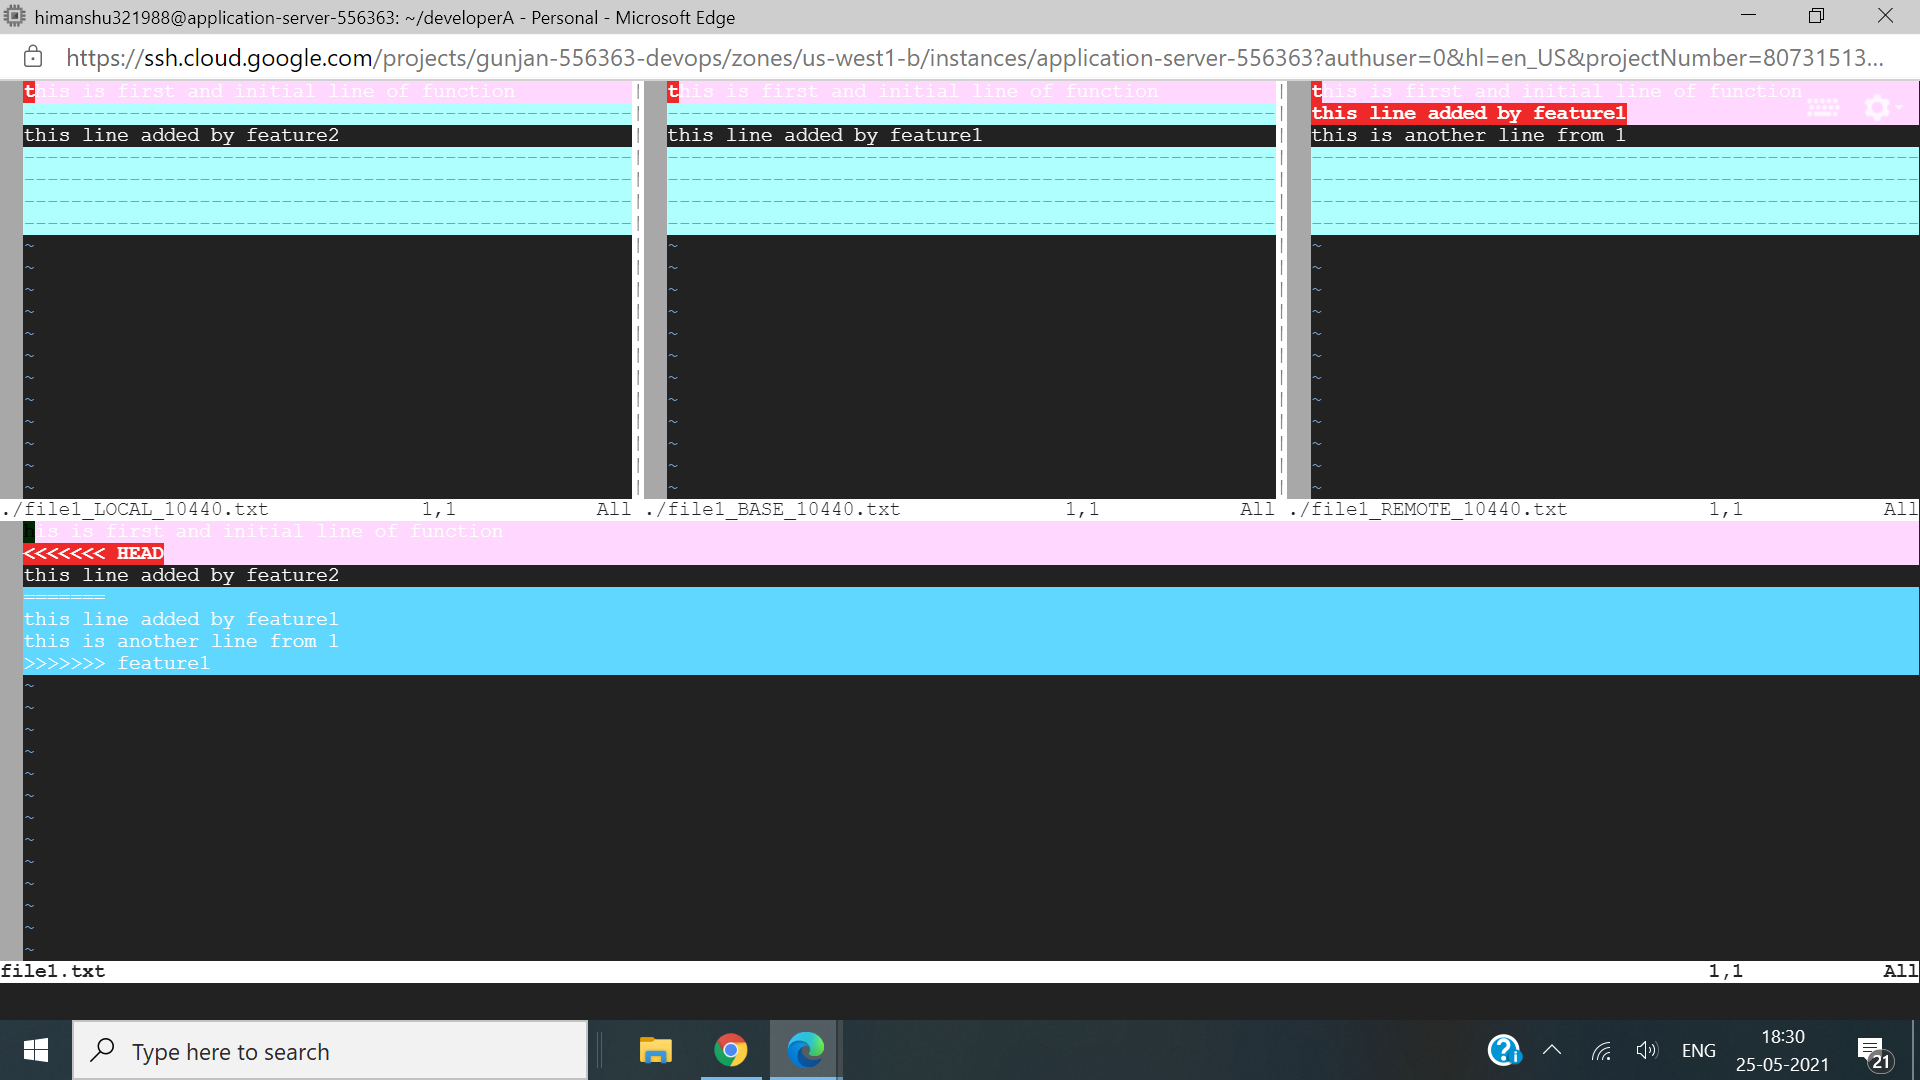 himanshu321988@application-server-556363: ~/developerA - Personal - Microsoft Edge
https://ssh.cloud.google.com/projects/gunjan-556363-devops/zones/us-west1-b/instances/application-server-556363?authuser=0&hl=en_US&projectNumber=80731513...
this is first and initial line of function
this line added by feature2
~
~
~
~
~
~
~
~
~
~
~
~
./file1_LOCAL_10440.txt 1,1 All
this is first and initial line of function
this line added by feature1
~
~
~
~
~
~
~
~
~
~
~
~
./file1_BASE_10440.txt 1,1 All
this is first and initial line of function
this line added by feature1
this is another line from 1
~
~
~
~
~
~
~
~
~
~
~
~
./file1_REMOTE_10440.txt 1,1 All
his is first and initial line of function
<<<<<<< HEAD
this line added by feature2
=======
this line added by feature1
this is another line from 1
>>>>>>> feature1
~
~
~
~
~
~
~
~
~
~
~
~
~
file1.txt 1,1 All
Type here to search
ENG
18:30
25-05-2021
21